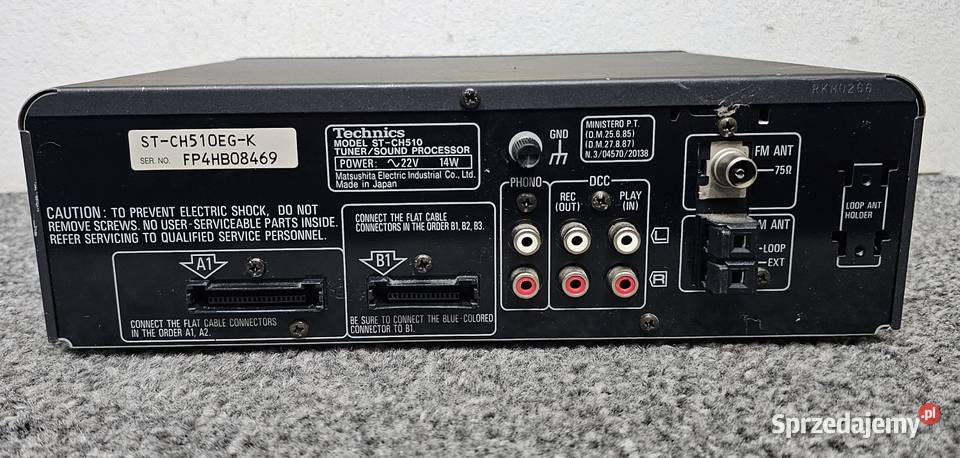 RKM0266
ST-CH510EG-K
SER. NO. FP4HB08469
Technics
MODEL ST-CH510
TUNER/SOUND PROCESSOR
POWER: ∿22V 14W
Matsushita Electric Industrial Co., Ltd.
Made in Japan
GND
MINISTERO P.T.
(D.M.25.6.85)
(D.M.27.8.87)
N.3/04570/20138
FM ANT
75Ω
CAUTION: TO PREVENT ELECTRIC SHOCK, DO NOT
REMOVE SCREWS. NO USER-SERVICEABLE PARTS INSIDE.
REFER SERVICING TO QUALIFIED SERVICE PERSONNEL.
CONNECT THE FLAT CABLE
CONNECTORS IN THE ORDER B1, B2, B3.
PHONO
DCC
REC
(OUT)
PLAY
(IN)
L
R
M ANT
LOOP
EXT
LOOP ANT
HOLDER
A1
B1
CONNECT THE FLAT CABLE CONNECTORS
IN THE ORDER A1, A2.
BE SURE TO CONNECT THE BLUE-COLORED
CONNECTOR TO B1.
Sprzedajemy.pl